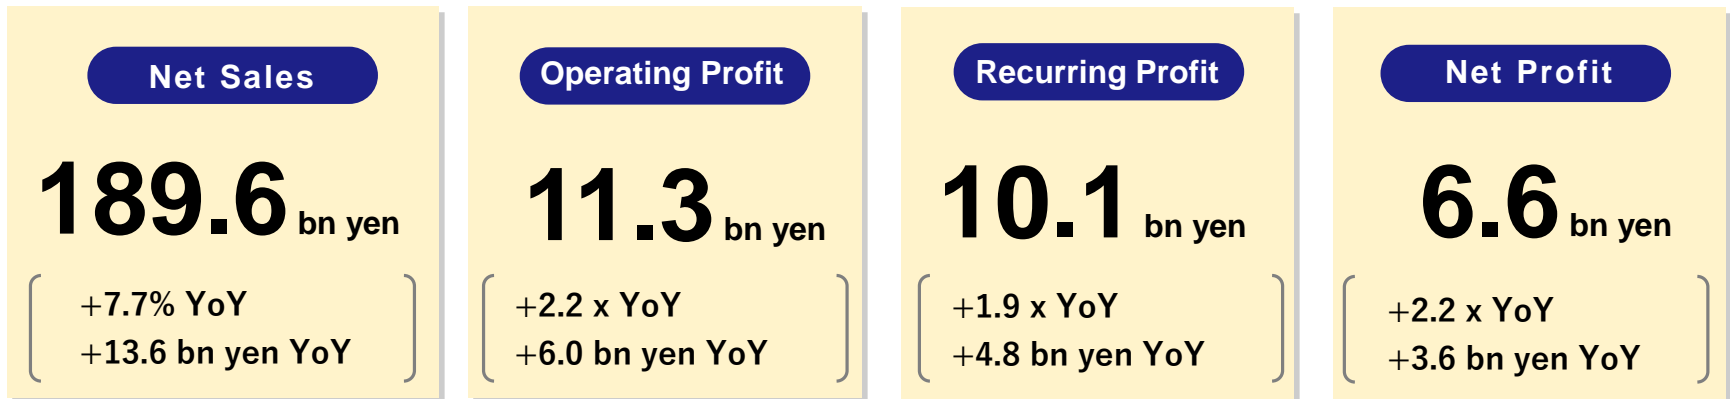 Net Sales
189.6 bn yen
+7.7% YoY
+13.6 bn yen YoY
Operating Profit
11.3 bn yen
+2.2 x YoY
+6.0 bn yen YoY
Recurring Profit
10.1 bn yen
+1.9 x YoY
+4.8 bn yen YoY
Net Profit
6.6 bn yen
+2.2 x YoY
+3.6 bn yen YoY